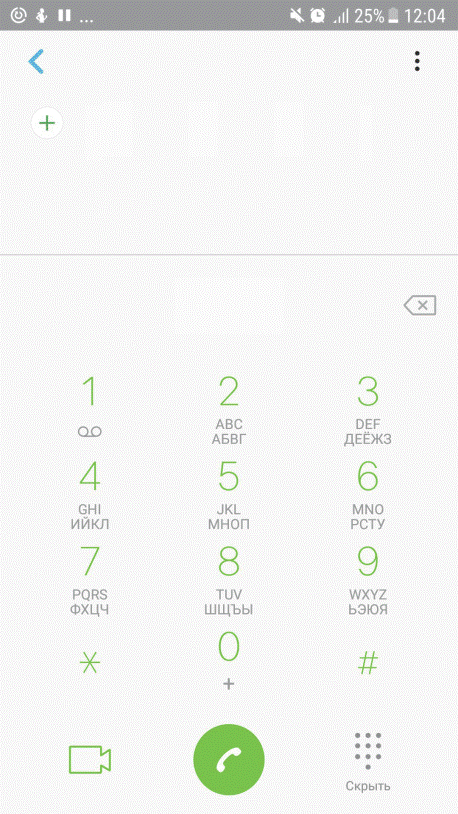 ... 25% 12:04
+
1
2
ABC
АБВГ
3
DEF
ДЕЁЖЗ
4
GHI
ИЙКЛ
5
JKL
МНОП
6
MNO
РСТУ
7
PQRS
ФХЦЧ
8
TUV
ШЩЪЫ
9
WXYZ
ЬЭЮЯ
*
0
+
#
Скрыть